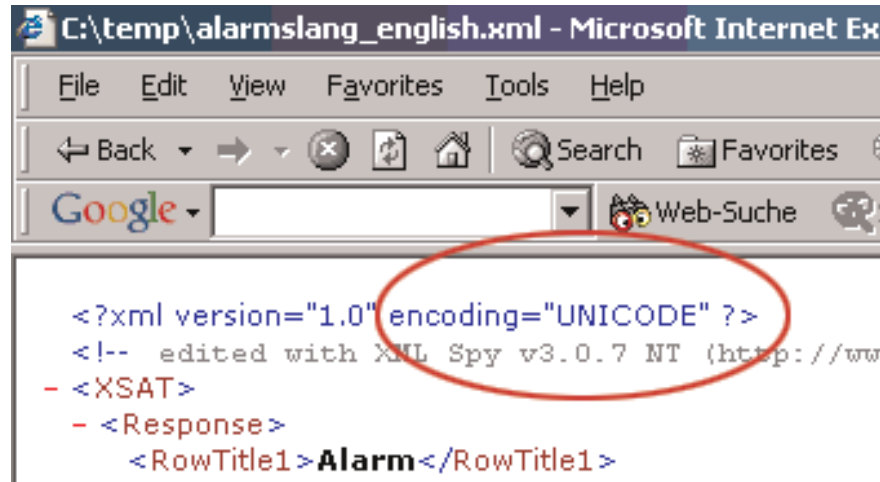 C:\temp\alarmslang_english.xml - Microsoft Internet Ex
File Edit View Favorites Tools Help
Back Search Favorites
Google Web-Suche
<?xml version="1.0" encoding="UNICODE" ?>
<!-- edited with XML Spy v3.0.7 NT (http://ww
- <XSAT>
- <Response>
<RowTitle1>Alarm</RowTitle1>